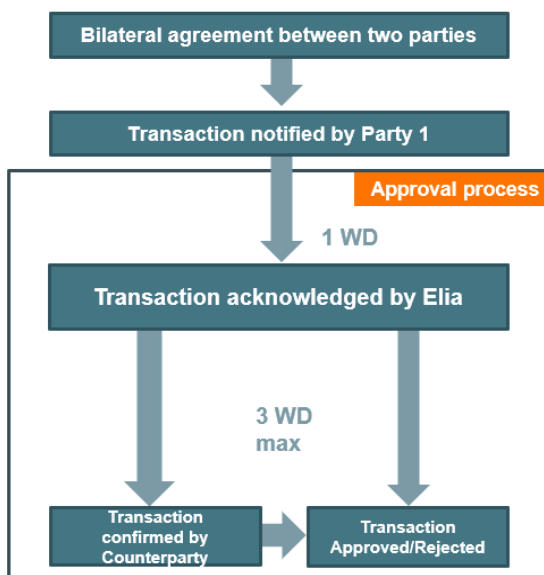 Bilateral agreement between two parties
Transaction notified by Party 1
Approval process
1 WD
Transaction acknowledged by Elia
3 WD
max
Transaction
confirmed by
Counterparty
Transaction
Approved/Rejected